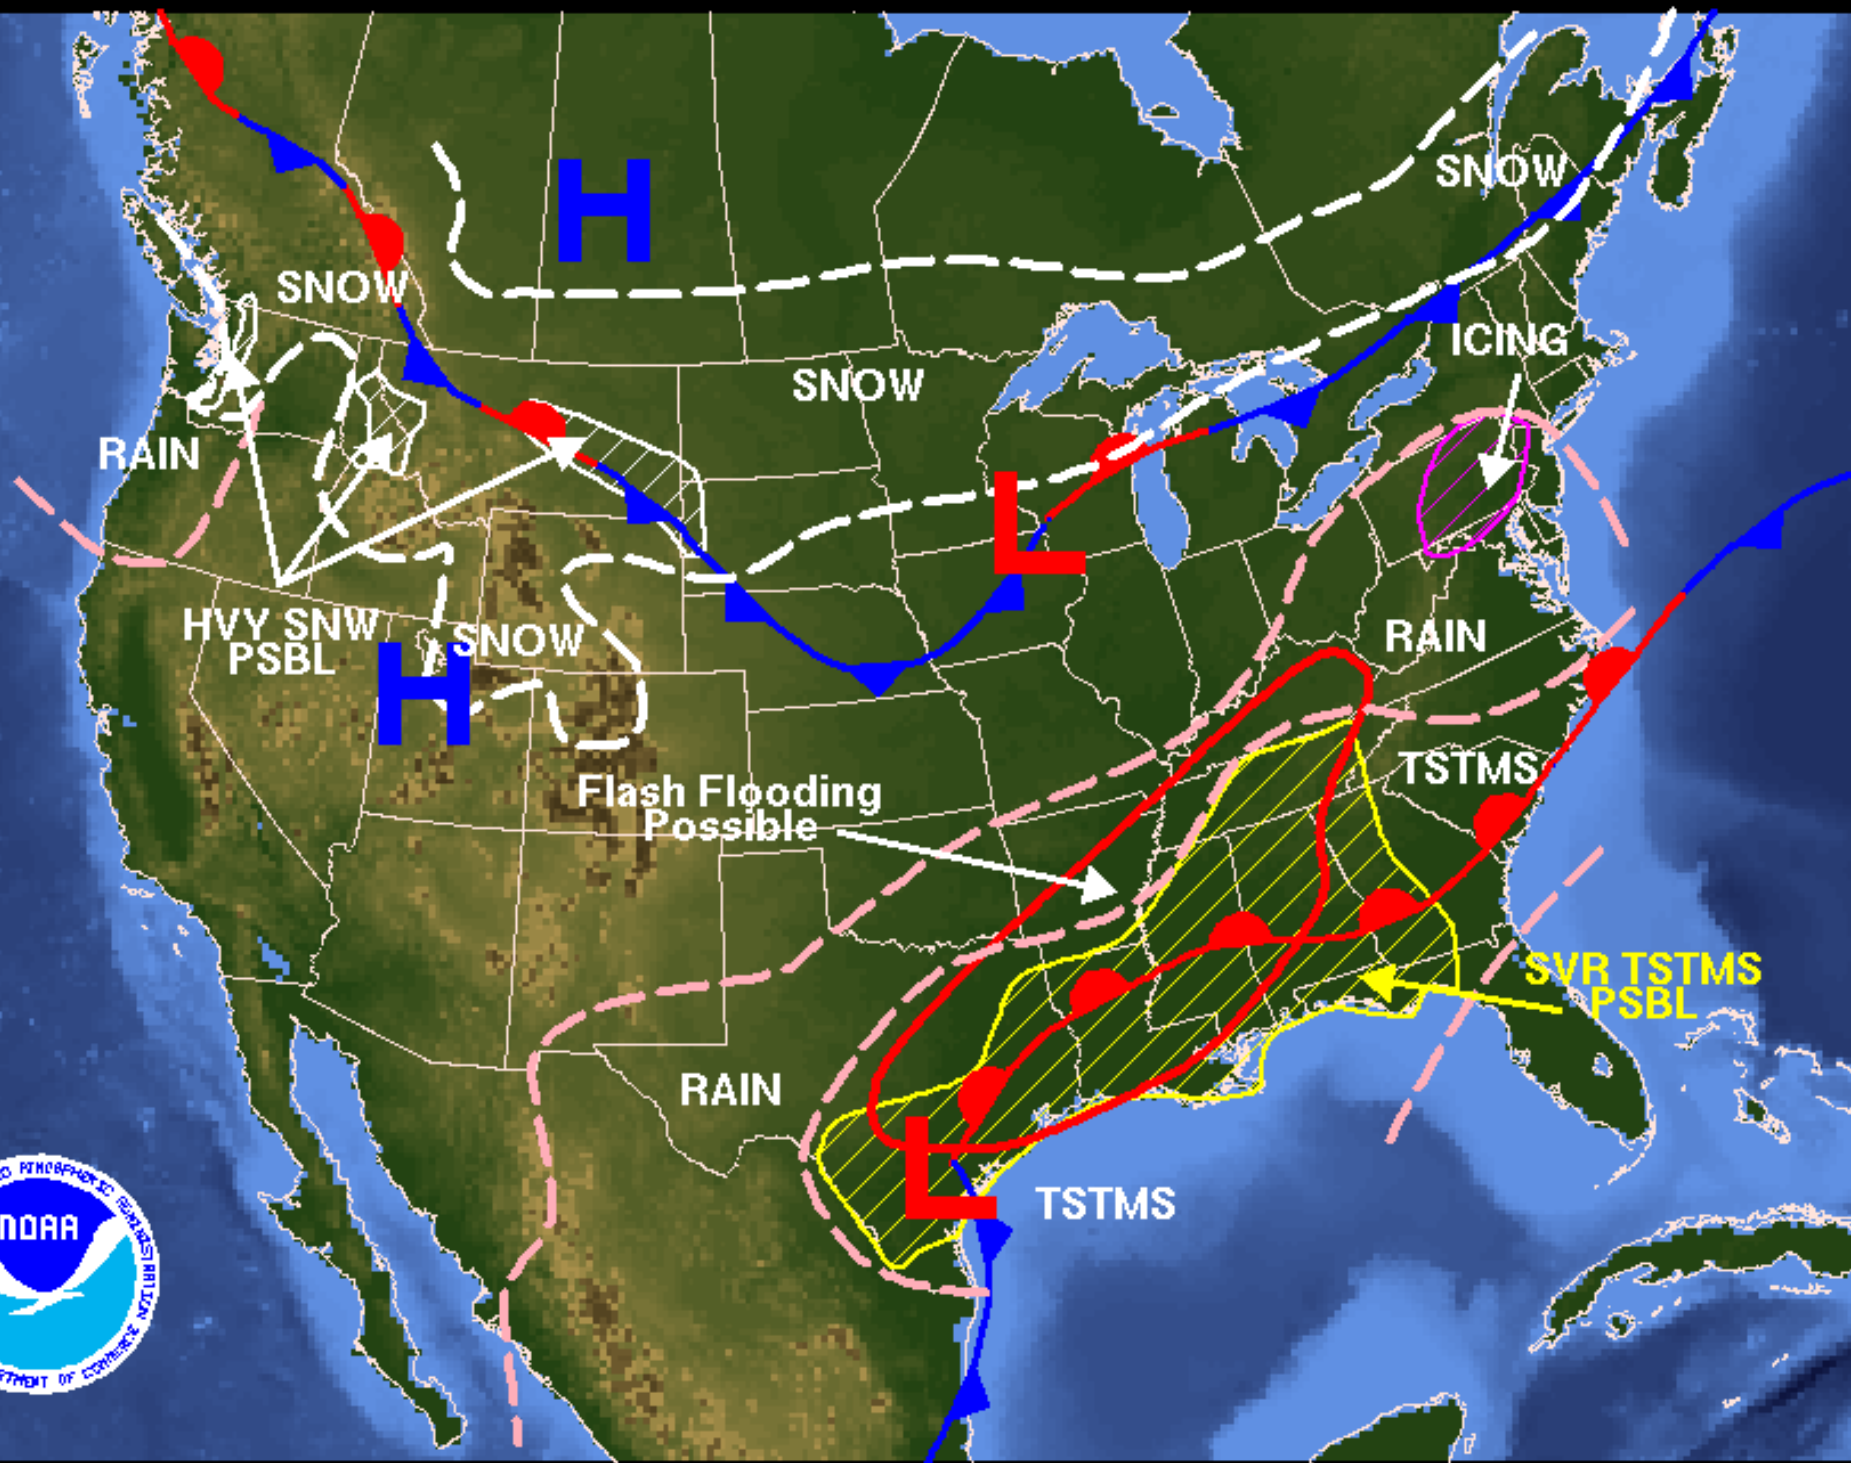 SNOW
H
SNOW
ICING
SNOW
RAIN
L
HVY SNW
PSBL
SNOW
H
RAIN
Flash Flooding
Possible
TSTMS
SVR TSTMS
PSBL
RAIN
L
TSTMS
NOAA